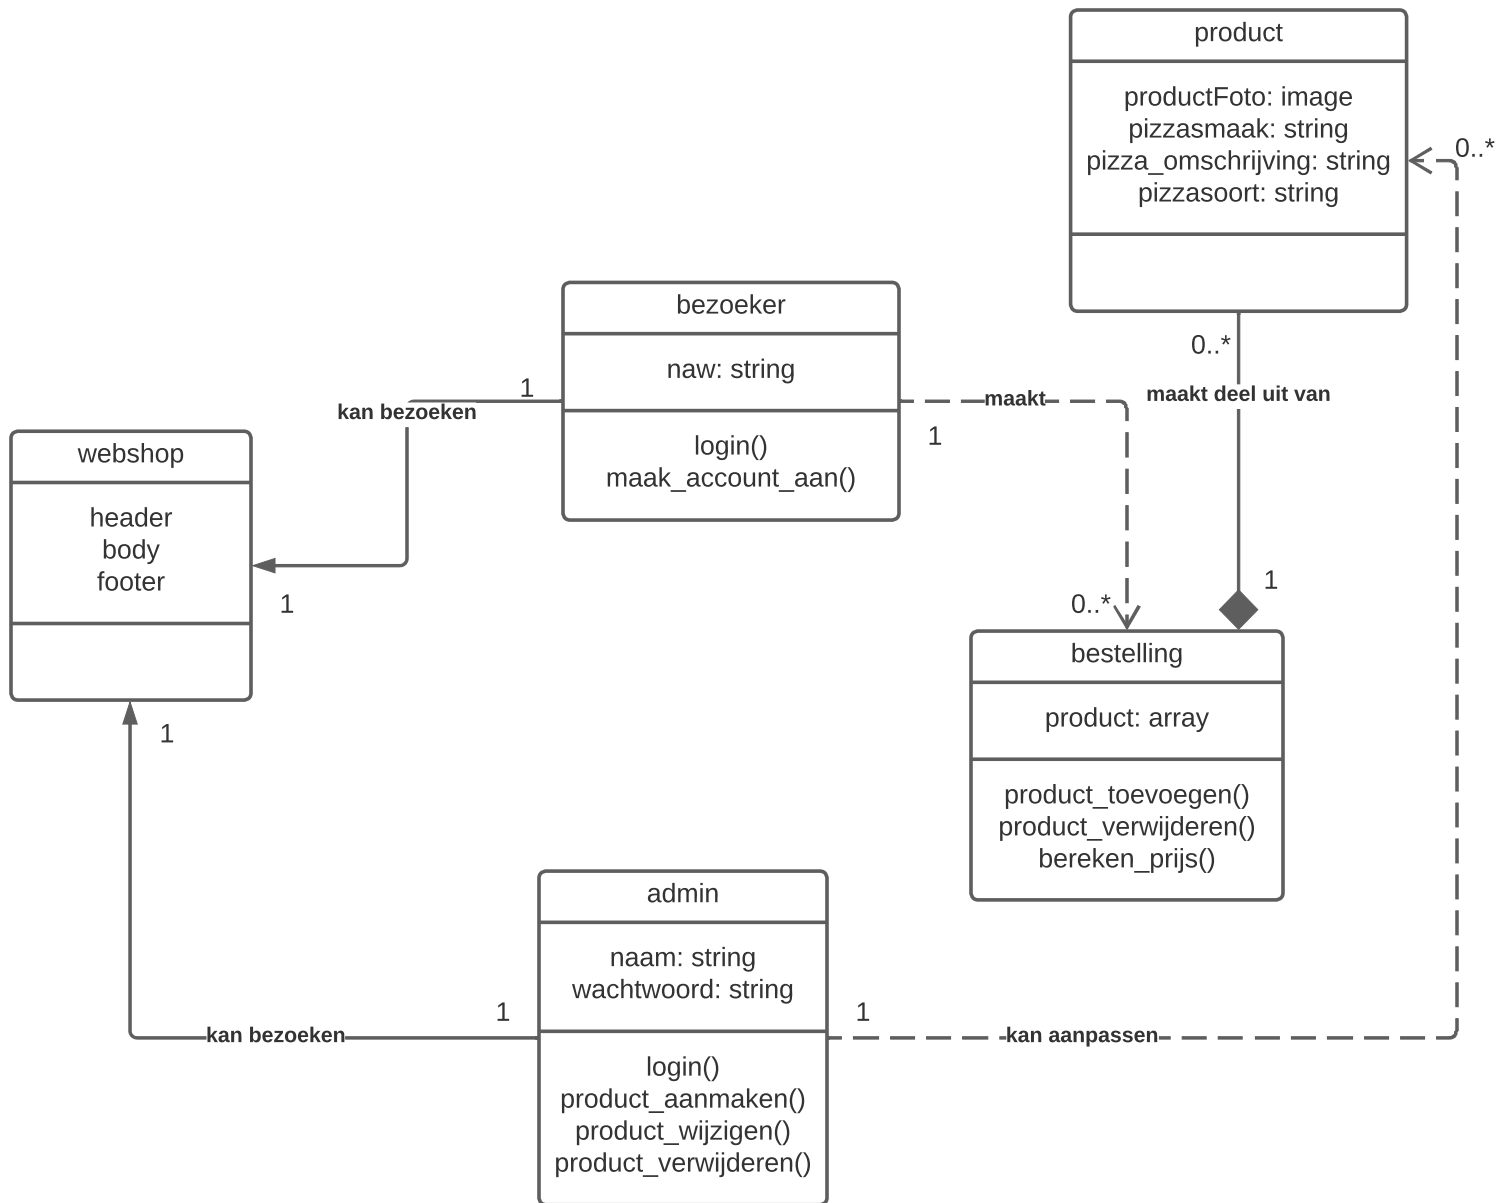 product
productFoto: image
pizzasmaak: string
pizza_omschrijving: string
pizzasoort: string
0..*
0..*
maakt deel uit van
1
bezoeker
naw: string
login()
maak_account_aan()
1
kan bezoeken
1
maakt
1
0..*
webshop
header
body
footer
1
bestelling
product: array
product_toevoegen()
product_verwijderen()
bereken_prijs()
admin
naam: string
wachtwoord: string
login()
product_aanmaken()
product_wijzigen()
product_verwijderen()
1
kan bezoeken
1
kan aanpassen